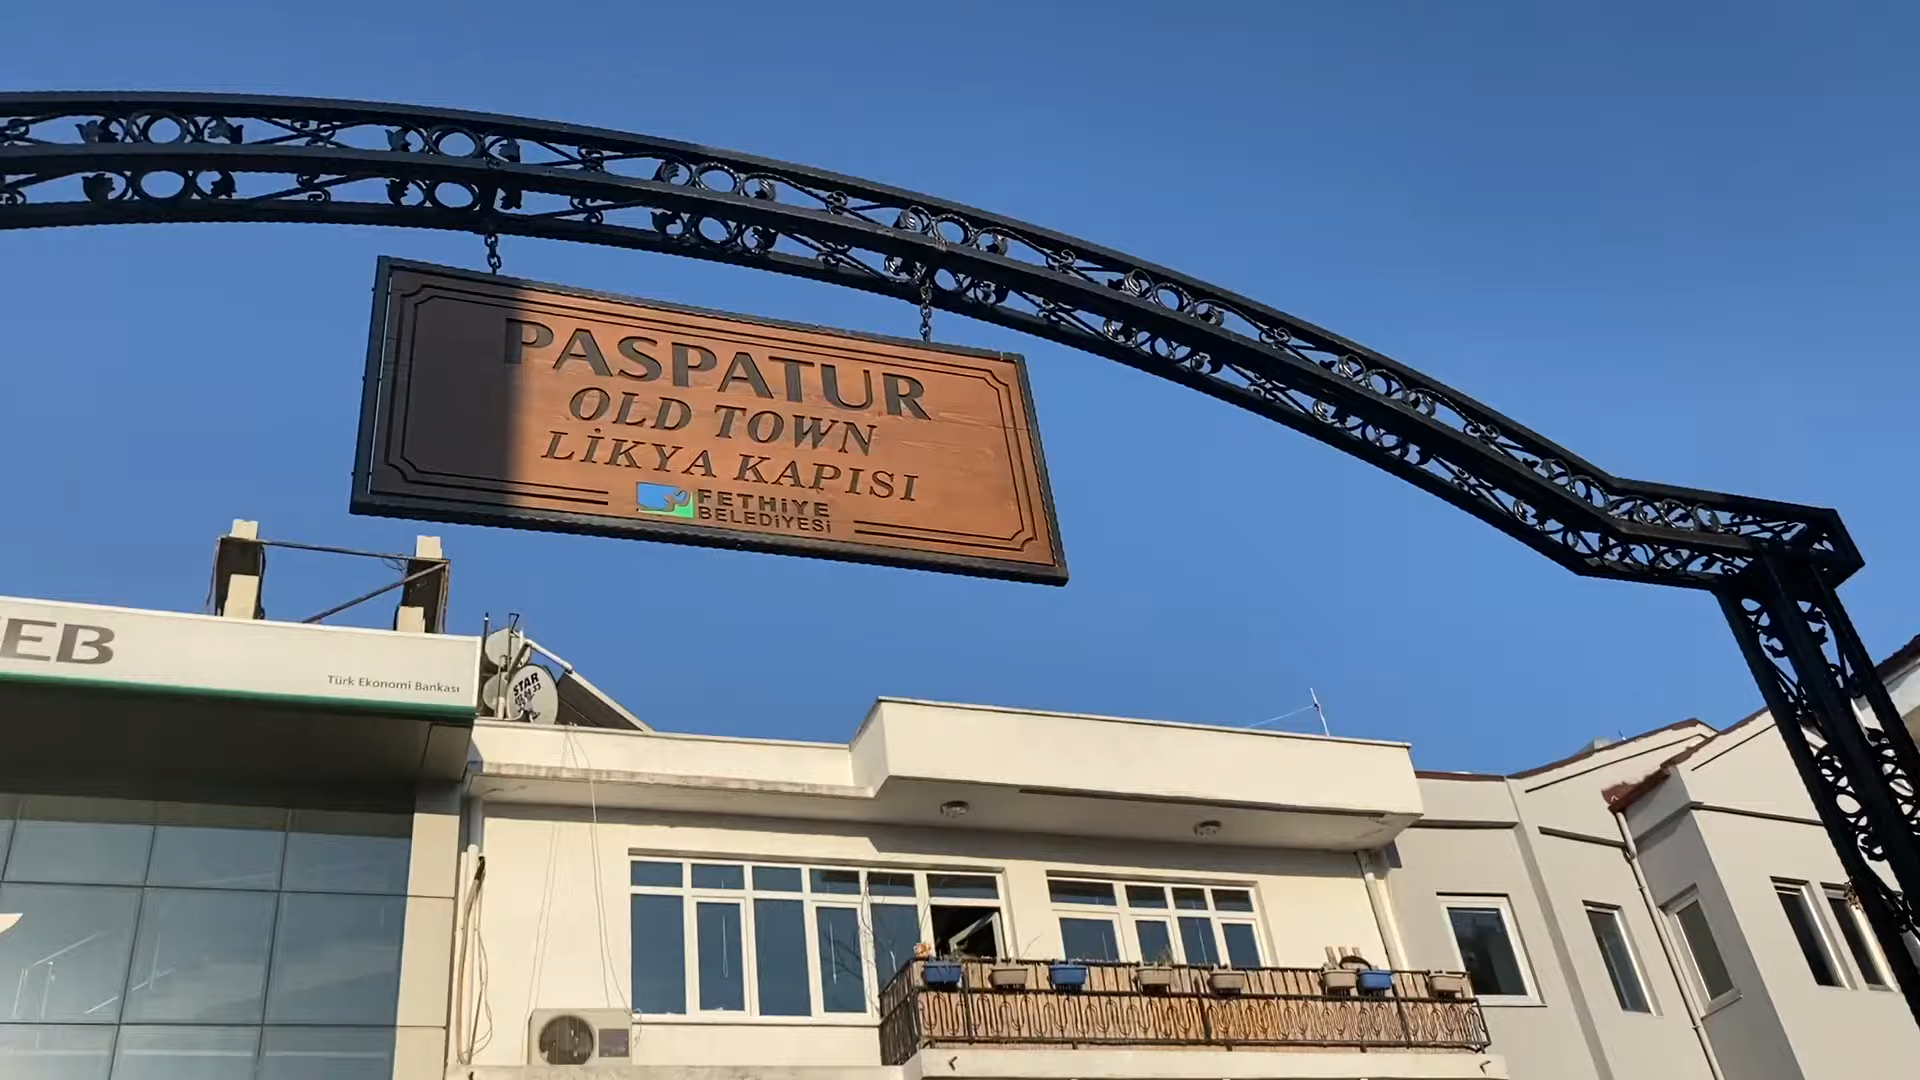 PASPATUR
OLD TOWN
LİKYA KAPISI
FETHİYE
BELEDİYESİ
EB
Türk Ekonomi Bankası
STAR